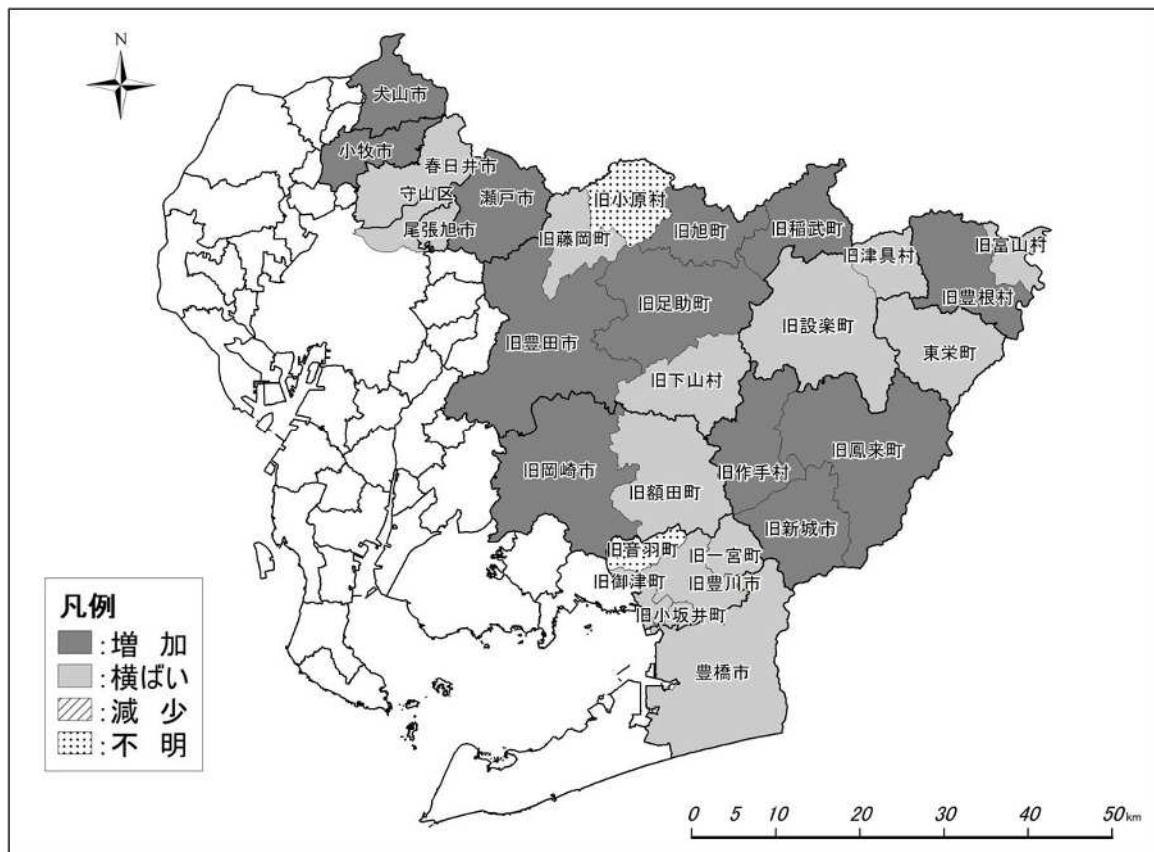 N
犬山市
小牧市
春日井市
守山区
瀬戸市
尾張旭市
旧小原村
旧藤岡町
旧旭町
旧稲武町
旧津具村
旧富山村
旧豊根村
旧足助町
旧豊田市
旧設楽町
東栄町
旧下山村
旧岡崎市
旧額田町
旧作手村
旧鳳来町
旧新城市
旧音羽町
旧一宮町
旧御津町
旧豊川市
旧小坂井町
豊橋市
凡例
:増 加
:横ばい
:減 少
:不 明
0 5 10 20 30 40 50km